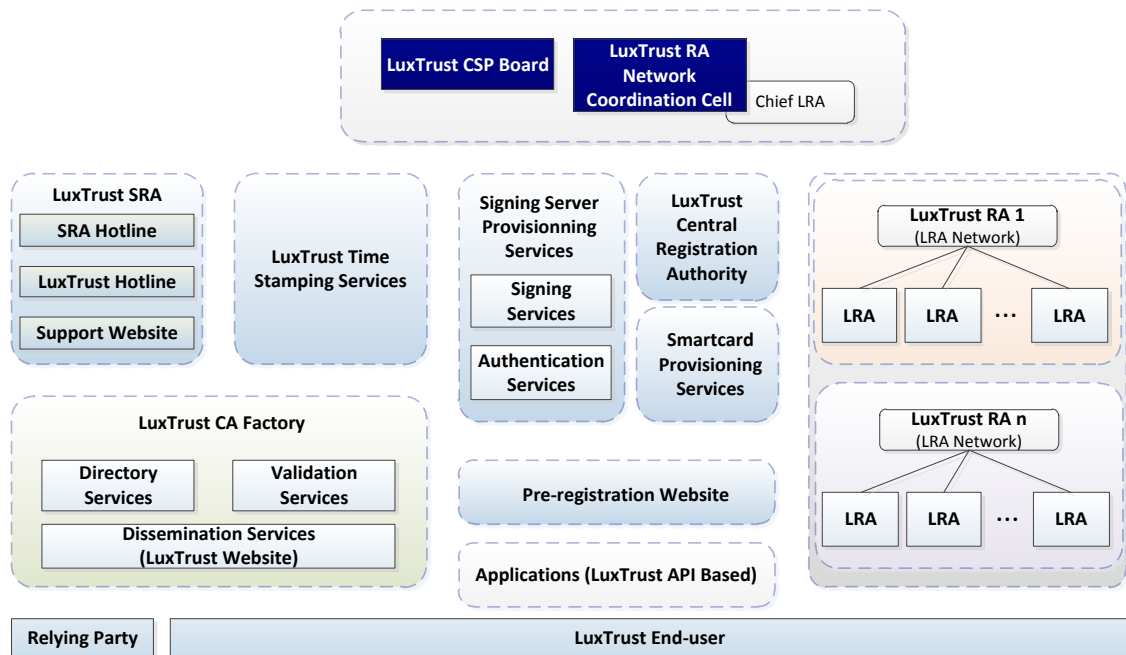 LuxTrust CSP Board
LuxTrust RA
Network
Coordination Cell
Chief LRA
LuxTrust SRA
SRA Hotline
LuxTrust Hotline
Support Website
LuxTrust Time
Stamping Services
Signing Server
Provisionning
Services
Signing
Services
Authentication
Services
LuxTrust
Central
Registration
Authority
Smartcard
Provisioning
Services
LuxTrust RA 1
(LRA Network)
LRA
LRA
...
LRA
LuxTrust RA n
(LRA Network)
LRA
LRA
...
LRA
LuxTrust CA Factory
Directory
Services
Validation
Services
Dissemination Services
(LuxTrust Website)
Pre-registration Website
Applications (LuxTrust API Based)
Relying Party
LuxTrust End-user